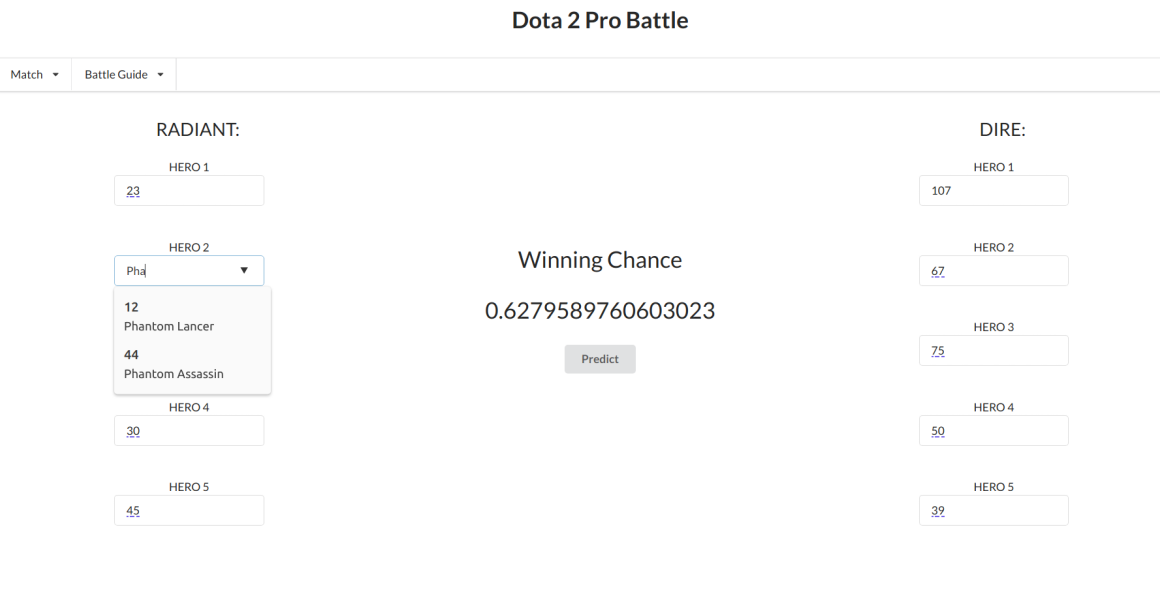 Dota 2 Pro Battle
Match
Battle Guide
RADIANT:
HERO 1
23
HERO 2
Pha
12
Phantom Lancer
44
Phantom Assassin
HERO 4
30
HERO 5
45
Winning Chance
0.6279589760603023
Predict
DIRE:
HERO 1
107
HERO 2
67
HERO 3
75
HERO 4
50
HERO 5
39